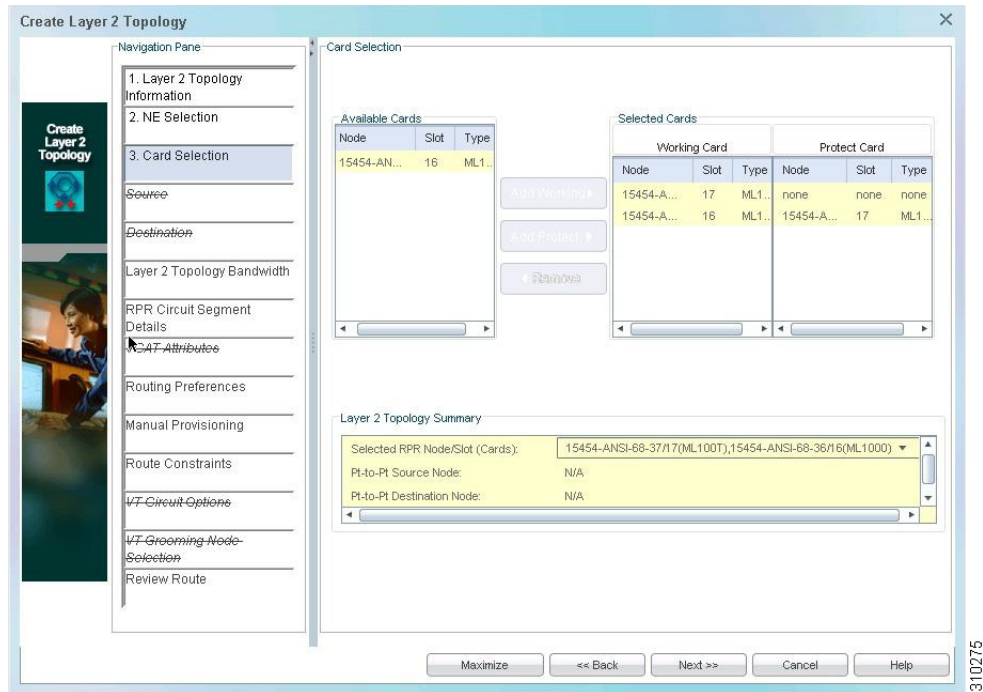 Create Layer 2 Topology
Create
Layer 2
Topology
Navigation Pane
1. Layer 2 Topology
Information
2. NE Selection
3. Card Selection
Source
Destination
Layer 2 Topology Bandwidth
RPR Circuit Segment
Details
VCAT Attributes
Routing Preferences
Manual Provisioning
Route Constraints
VT Circuit Options
VT Grooming Node
Selection
Review Route
Card Selection
Available Cards
Node Slot Type
15454-AN... 16 ML1...
Add Working
Add Protect
Remove
Selected Cards
Working Card Protect Card
Node Slot Type Node Slot Type
15454-A... 17 ML1... none none none
15454-A... 16 ML1... 15454-A... 17 ML1...
Layer 2 Topology Summary
Selected RPR Node/Slot (Cards): 15454-ANSI-68-37/17(ML100T),15454-ANSI-68-36/16(ML1000)
Pt-to-Pt Source Node: N/A
Pt-to-Pt Destination Node: N/A
Maximize << Back Next >> Cancel Help
310275